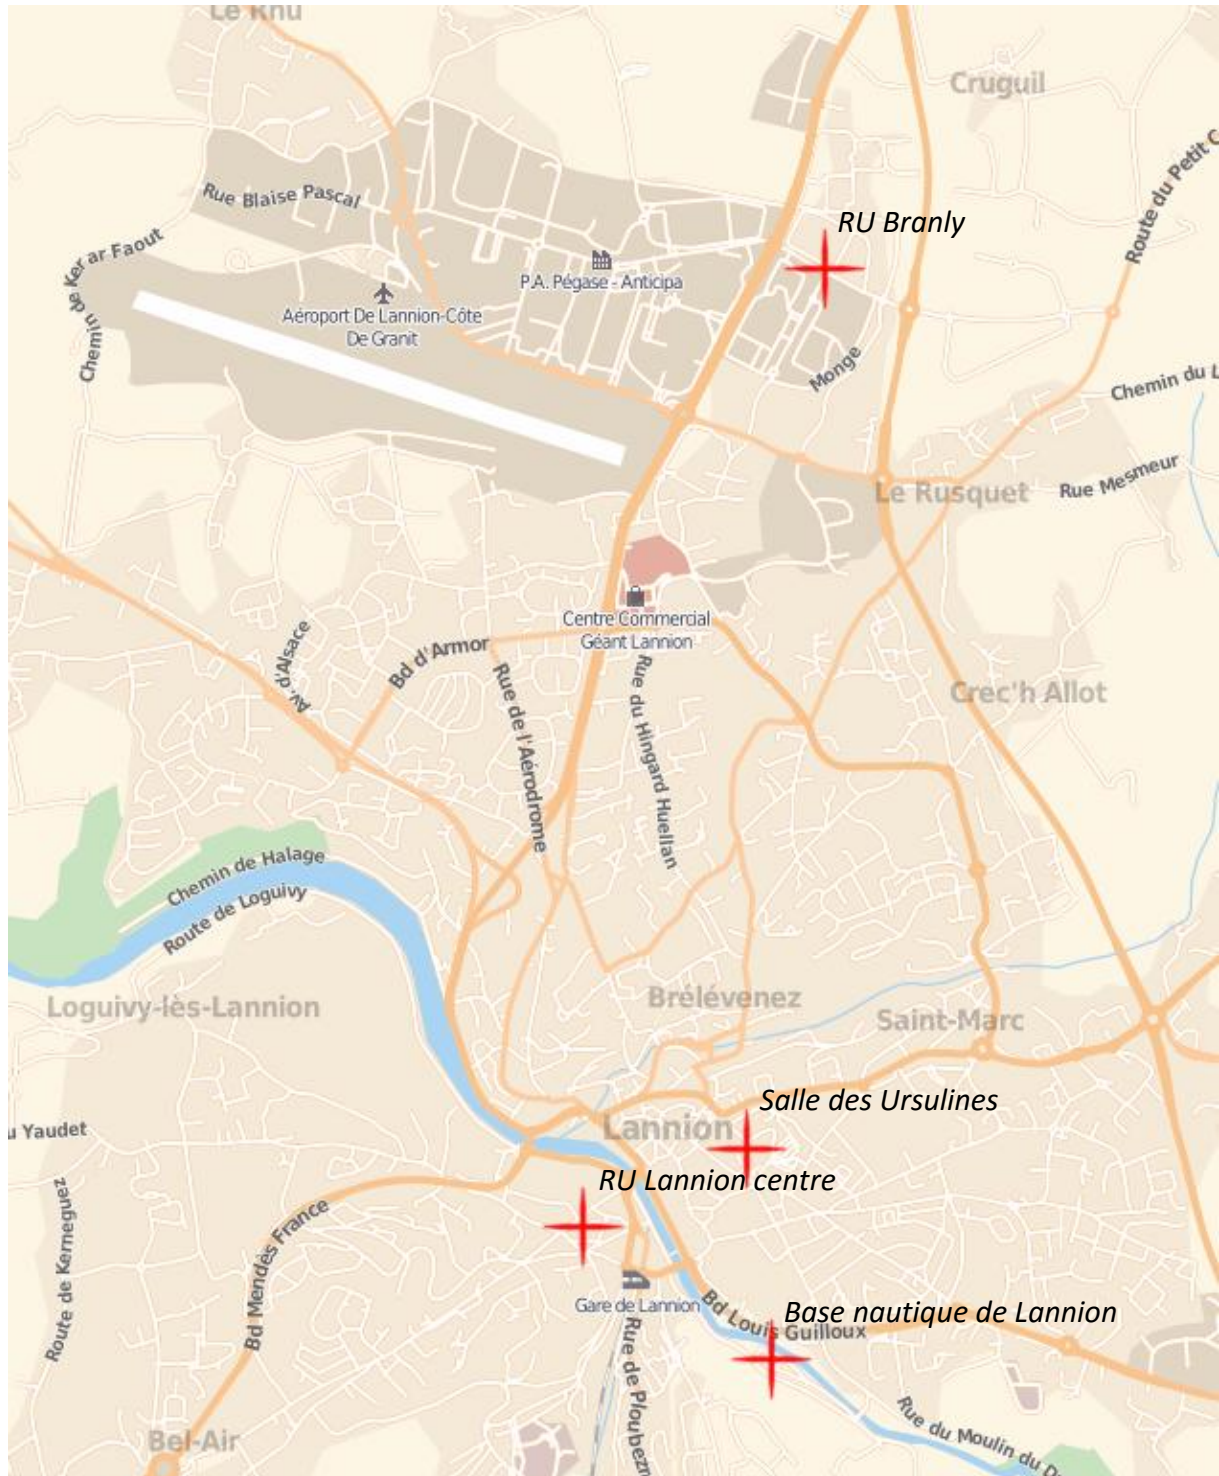 Le Rhu
Cruguil
Route du Petit C
Rue Blaise Pascal
RU Branly
Chemin de Ker ar Faout
P.A. Pégase - Anticipa
Aéroport De Lannion-Côte
De Granit
Monge
Chemin du L
Le Rusquet
Rue Mesmeur
Centre Commercial
Géant Lannion
Av. d'Alsace
Bd d'Armor
Rue de l'Aérodrome
Rue du Hingard Huellan
Crec'h Allot
Chemin de Halage
Route de Loguivy
Loguivy-lès-Lannion
Brélévenez
Saint-Marc
Salle des Ursulines
Lannion
u Yaudet
RU Lannion centre
Route de Kerneguez
Bd Mendès France
Gare de Lannion
Bd Louis Guilloux
Base nautique de Lannion
Rue de Ploubezr
Rue du Moulin du D
Bel-Air